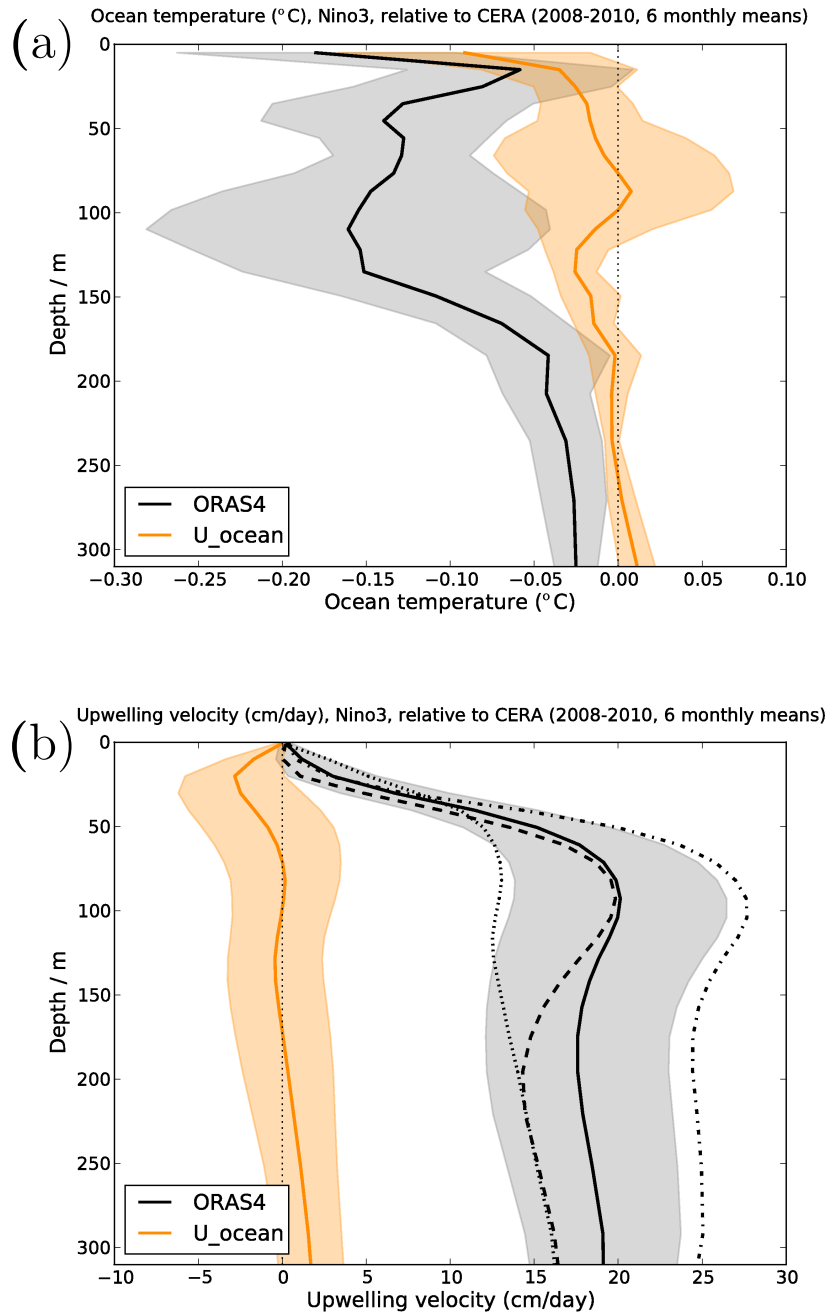 Ocean temperature (°C), Nino3, relative to CERA (2008-2010, 6 monthly means)
(a)
0
50
100
150
200
250
300
Depth / m
ORAS4
U_ocean
−0.30 −0.25 −0.20 −0.15 −0.10 −0.05 0.00 0.05 0.10
Ocean temperature (°C)
Upwelling velocity (cm/day), Nino3, relative to CERA (2008-2010, 6 monthly means)
(b)
0
50
100
150
200
250
300
Depth / m
ORAS4
U_ocean
−10 −5 0 5 10 15 20 25 30
Upwelling velocity (cm/day)